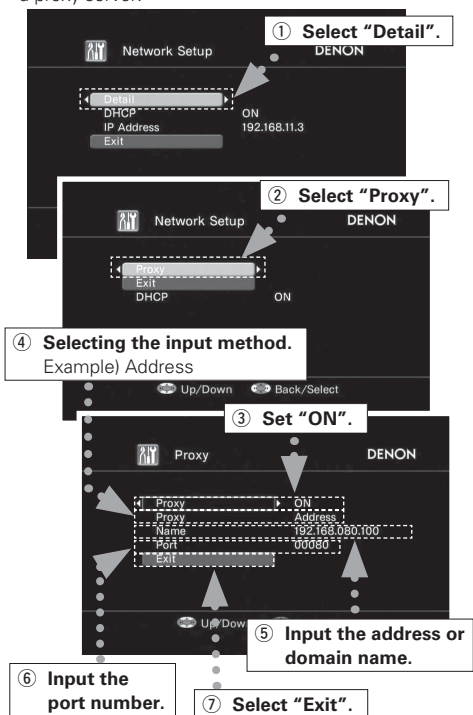 a proxy server.
① Select “Detail”.
Network Setup
DENON
Detail
DHCP ON
IP Address 192.168.11.3
Exit
② Select “Proxy”.
Network Setup
DENON
Proxy
Exit
DHCP ON
④ Selecting the input method.
Example) Address
Up/Down Back/Select
③ Set “ON”.
Proxy
DENON
Proxy ON
Proxy Address
Name 192.168.080.100
Port 00080
Exit
Up/Dow
⑤ Input the address or
domain name.
⑥ Input the
port number.
⑦ Select “Exit”.